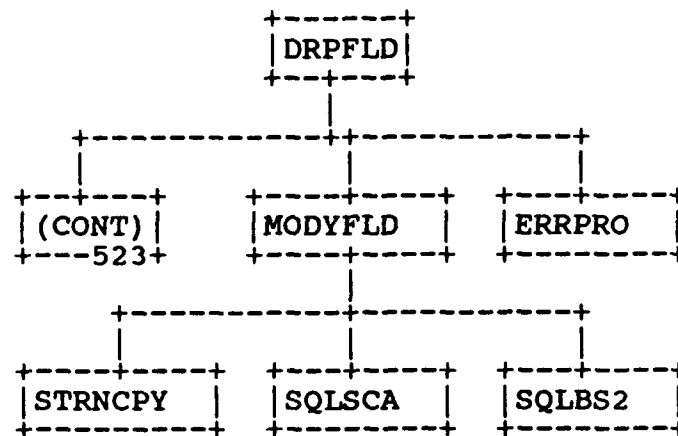 DRPFLD
(CONT) MODYFLD ERRPRO
523
STRNCPY SQLSCA SQLBS2